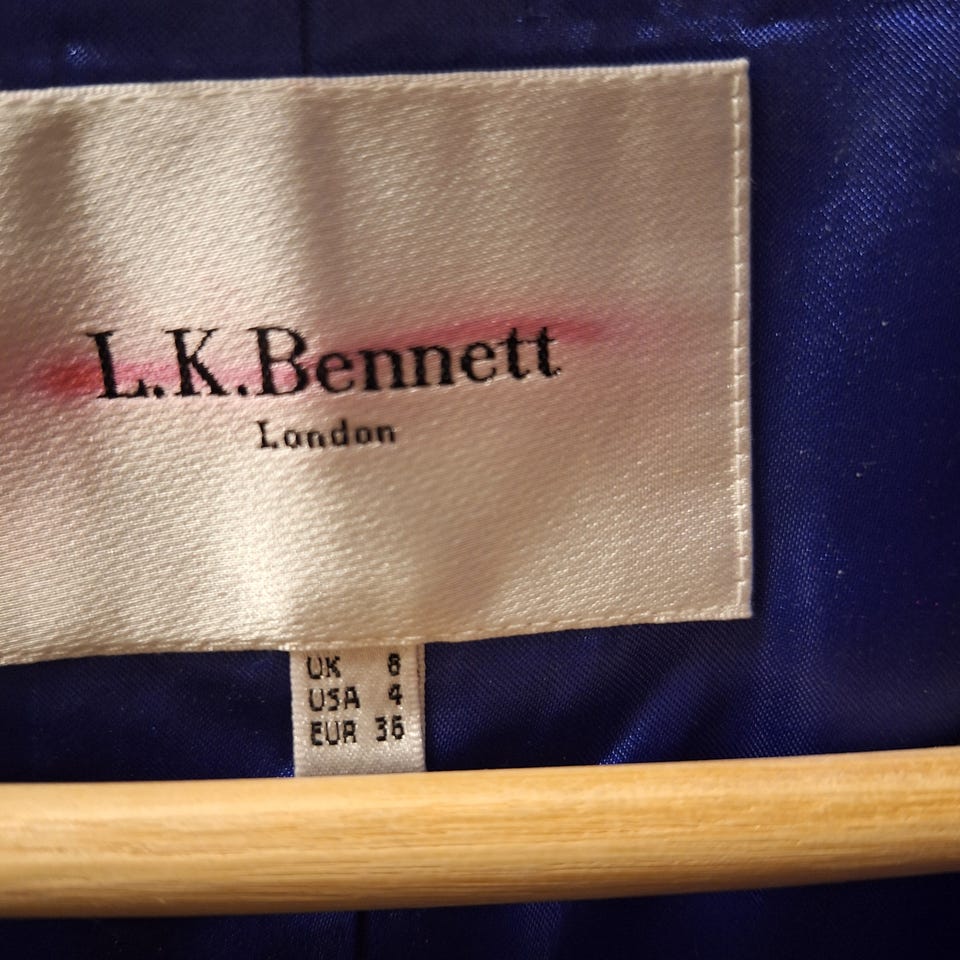 L.K.Bennett
London
UK 8
USA 4
EUR 36